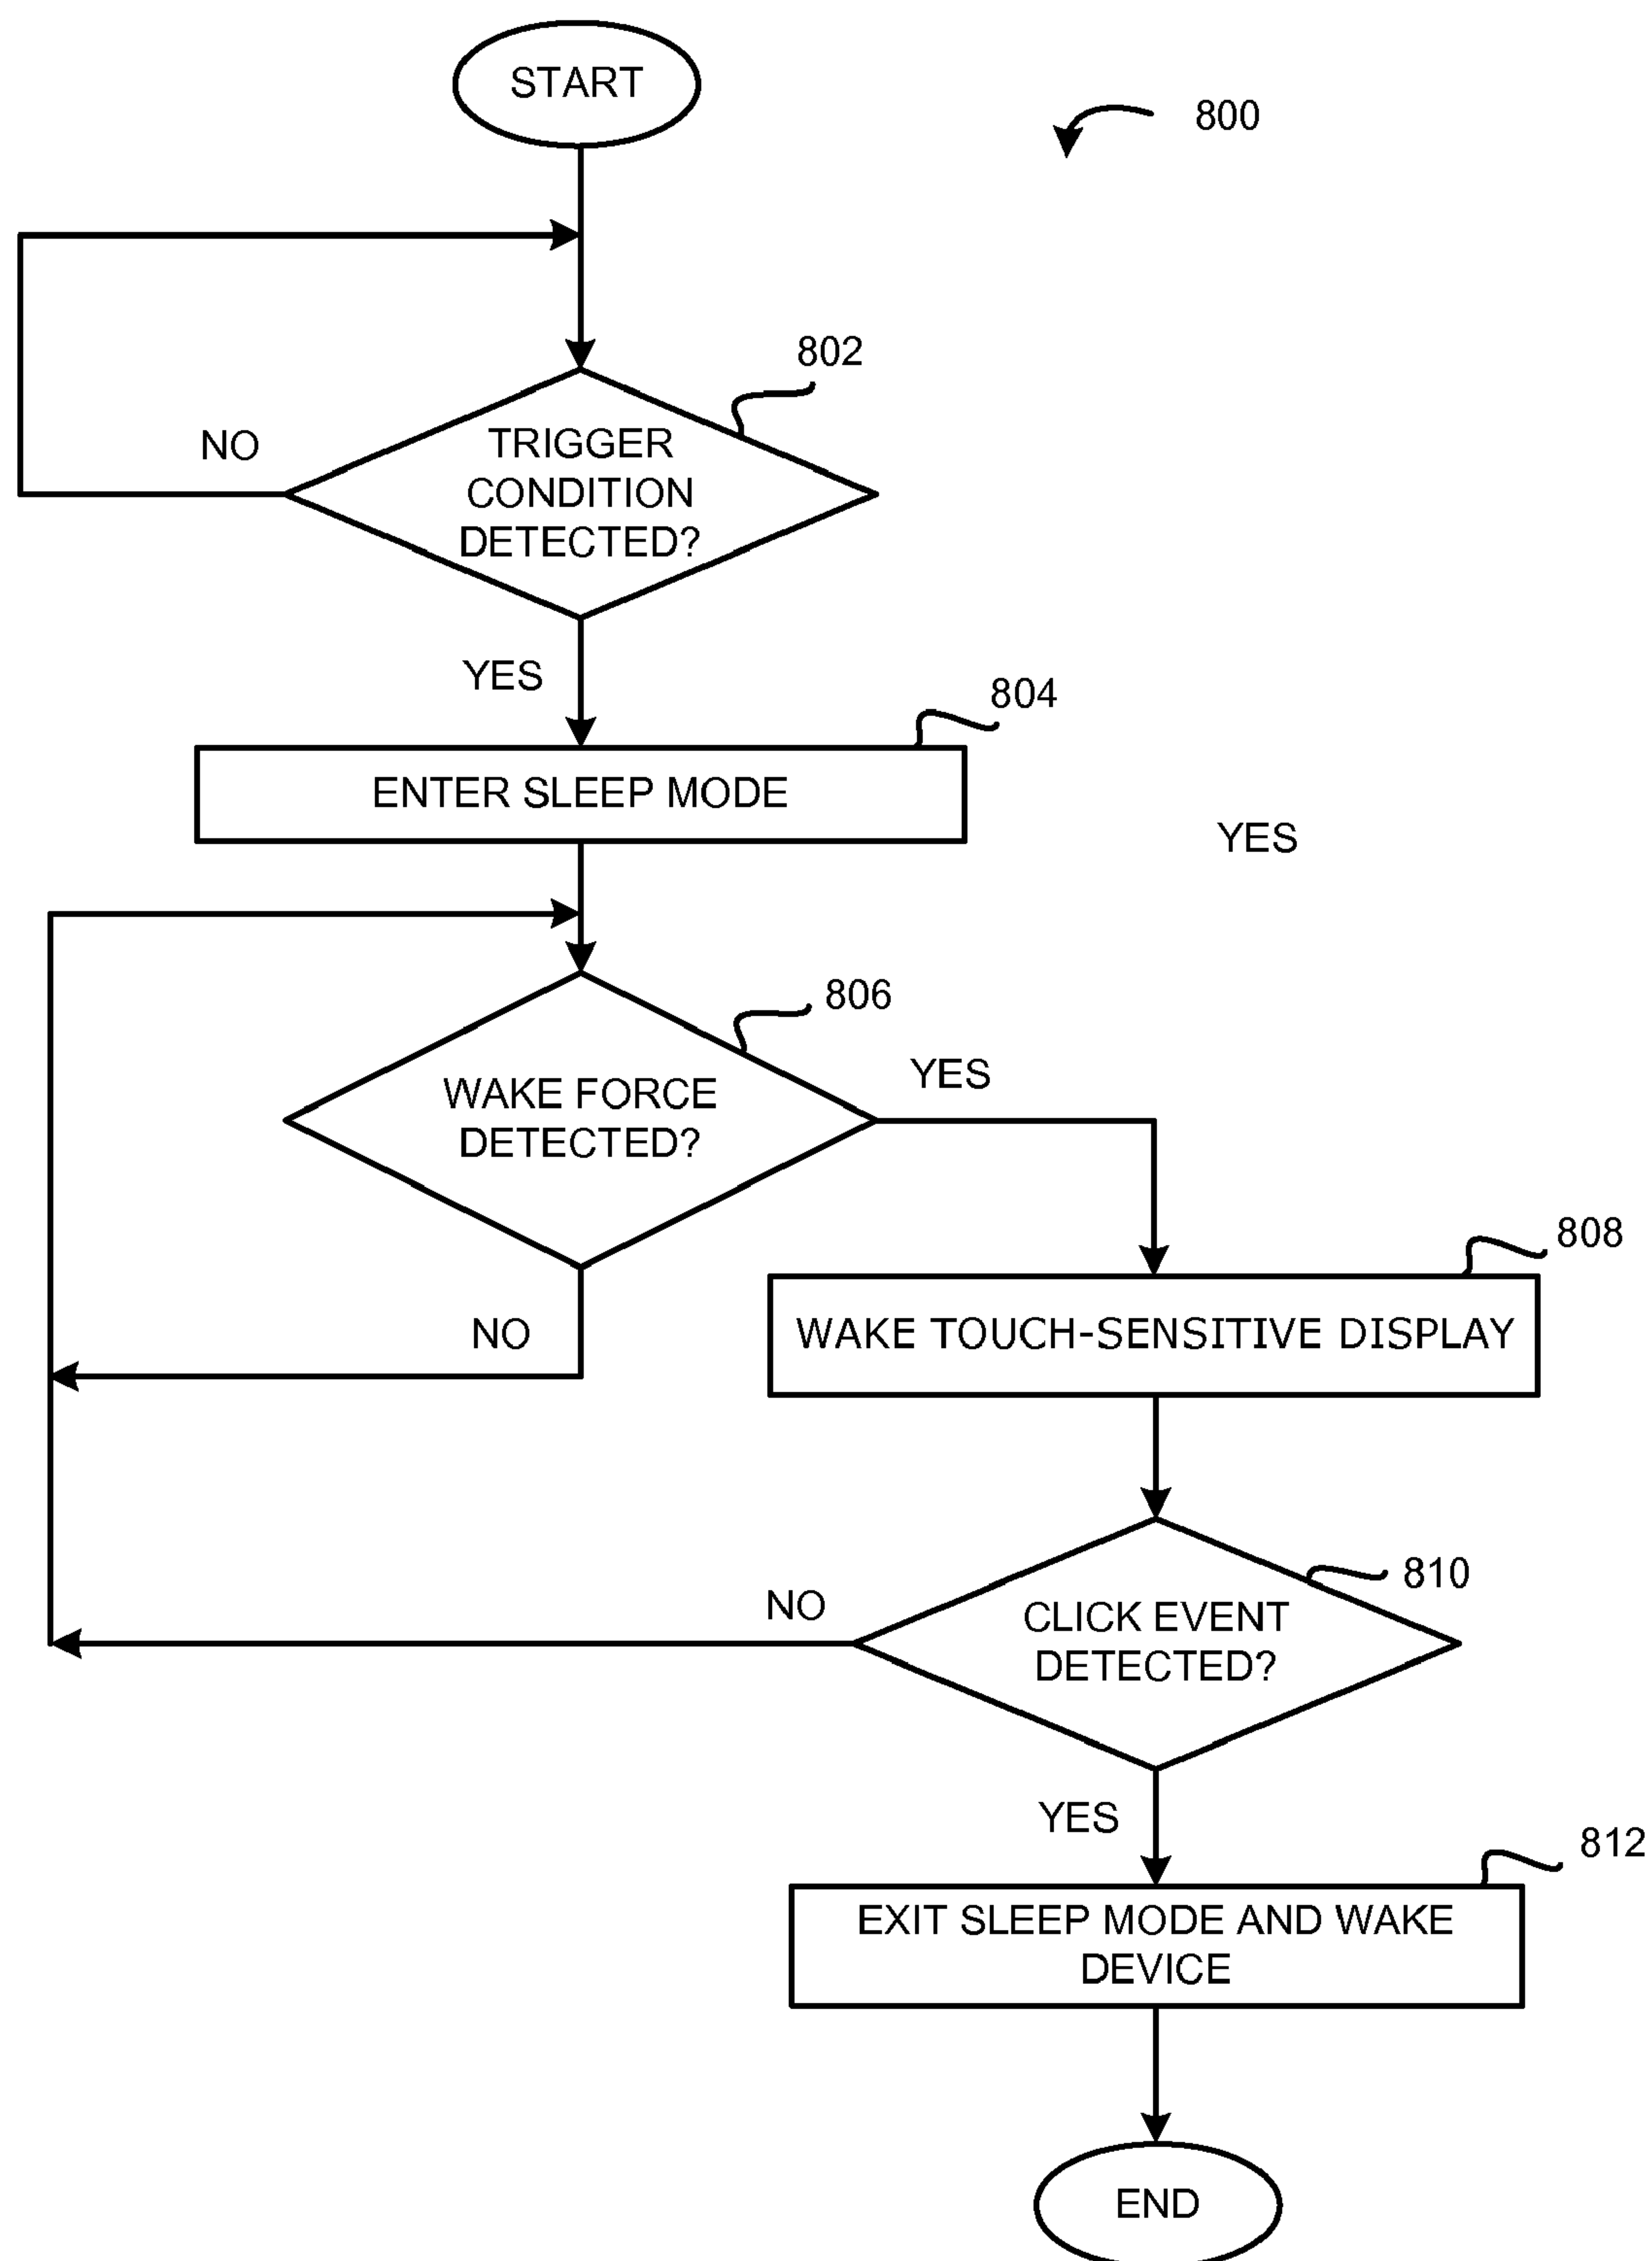 START
800
802
NO
TRIGGER
CONDITION
DETECTED?
YES
804
ENTER SLEEP MODE
YES
806
YES
WAKE FORCE
DETECTED?
808
NO
WAKE TOUCH-SENSITIVE DISPLAY
810
NO
CLICK EVENT
DETECTED?
YES
812
EXIT SLEEP MODE AND WAKE
DEVICE
END